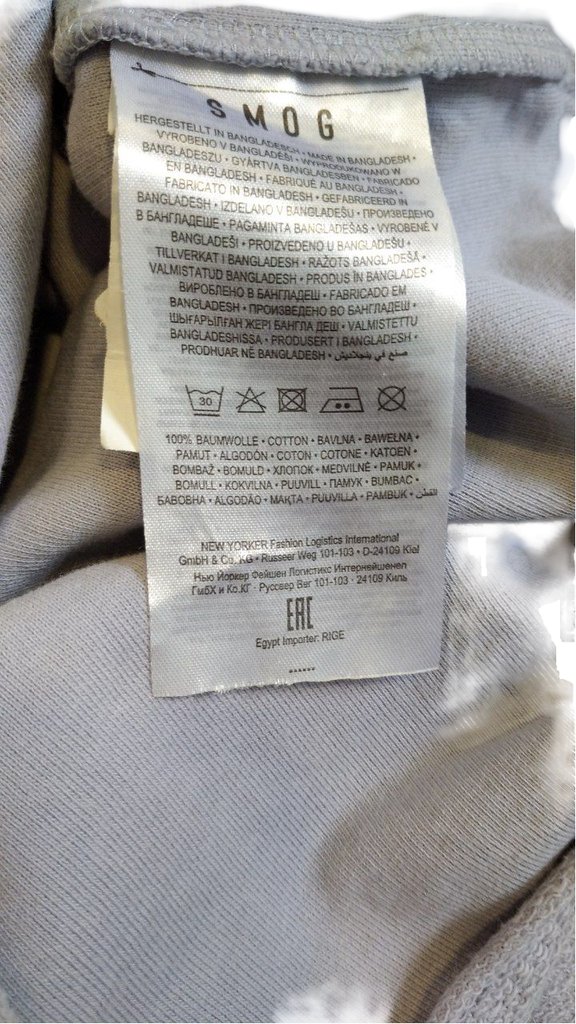 SMOG
HERGESTELLT IN BANGLADESCH • MADE IN BANGLADESH •
VYROBENO V BANGLADÉŠI • WYPRODUKOWANO W
BANGLADESZU • GYÁRTVA BANGLADESBEN • FABRICADO
EN BANGLADESH • FABRIQUÉ AU BANGLADESH •
FABRICATO IN BANGLADESH • GEFABRICEERD IN
BANGLADESH • IZDELANO V BANGLADEŠU • ПРОИЗВЕДЕНО
В БАНГЛАДЕШЕ • PAGAMINTA BANGLADEŠAS • VYROBENÉ V
BANGLADEŠI • PROIZVEDENO U BANGLADEŠU •
TILLVERKAT I BANGLADESH • RAŽOTS BANGLADEŠĀ •
VALMISTATUD BANGLADESH • PRODUS ÎN BANGLADES •
ВИРОБЛЕНО В БАНГЛАДЕШ • FABRICADO EM
BANGLADESH • ПРОИЗВЕДЕНО ВО БАНГЛАДЕШ •
ШЫҒАРЫЛҒАН ЖЕРІ БАНГЛА ДЕШ • VALMISTETTU
BANGLADESHISSA • PRODUSERT I BANGLADESH •
PRODHUAR NË BANGLADESH • صنع في بنجلاديش
30
100% BAUMWOLLE • COTTON • BAVLNA • BAWEŁNA •
PAMUT • ALGODÓN • COTON • COTONE • KATOEN •
BOMBAŽ • BOMULD • ХЛОПОК • MEDVILNĖ • PAMUK •
BOMULL • KOKVILNA • PUUVILL • ПАМУК • BUMBAC •
БАВОВНА • ALGODÃO • МАҚТА • PUUVILLA • PAMBUK • القطن
NEW YORKER Fashion Logistics International
GmbH & Co. KG • Russeer Weg 101-103 • D-24109 Kiel
Нью Йоркер Фейшен Логистикс Интернейшенел
ГмбХ и Ко.КГ • Руссеер Вег 101-103 • 24109 Киль
EAC
Egypt Importer: RIGE